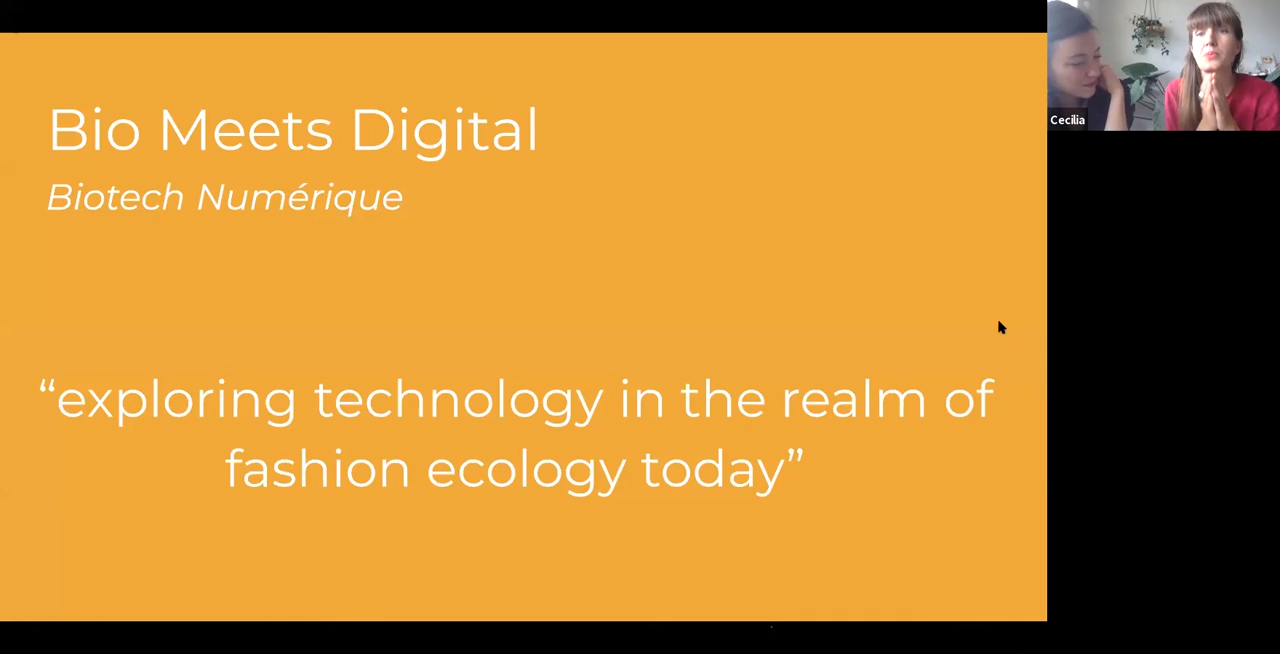 Bio Meets Digital
Biotech Numérique
“exploring technology in the realm of
fashion ecology today”
Cecilia